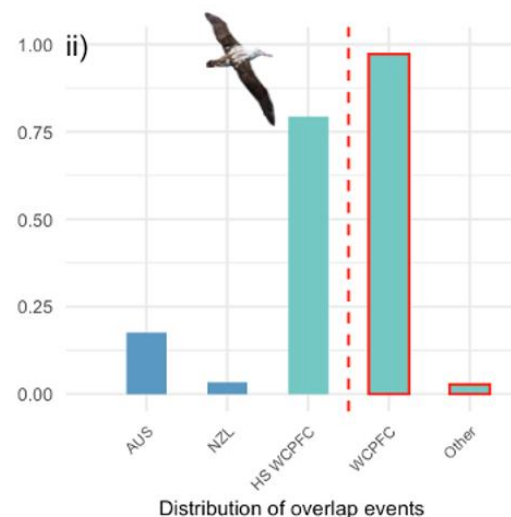 ii)
1.00
0.75
0.50
0.25
0.00
AUS
NZL
HS WCPFC
WCPFC
Other
Distribution of overlap events